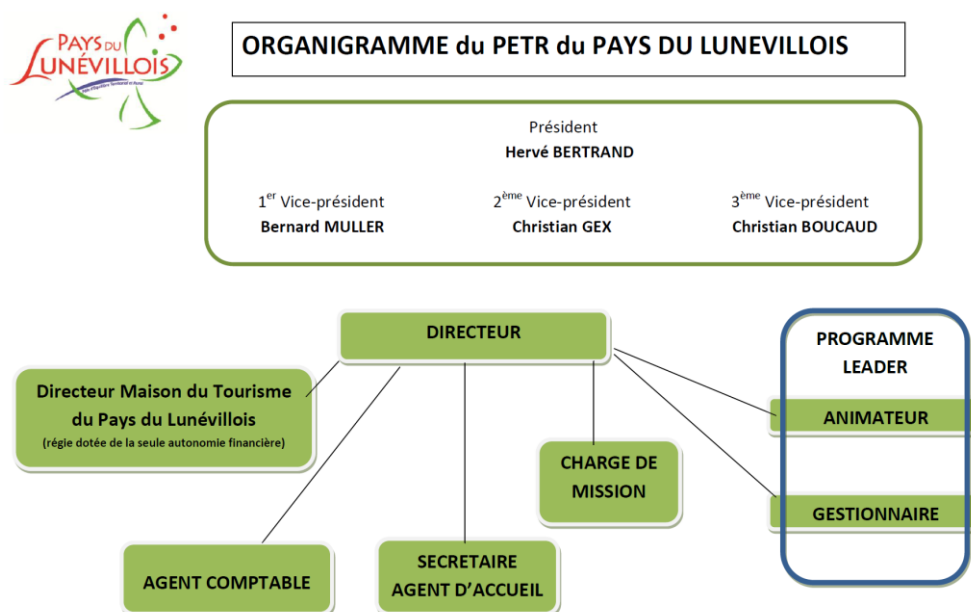 PAYS DU
LUNÉVILLOIS
ORGANIGRAMME du PETR du PAYS DU LUNEVILLOIS
Président
Hervé BERTRAND
1er Vice-président
Bernard MULLER
2ème Vice-président
Christian GEX
3ème Vice-président
Christian BOUCAUD
DIRECTEUR
PROGRAMME
LEADER
Directeur Maison du Tourisme
du Pays du Lunévillois
(régie dotée de la seule autonomie financière)
ANIMATEUR
CHARGE DE
MISSION
GESTIONNAIRE
AGENT COMPTABLE
SECRETAIRE
AGENT D'ACCUEIL